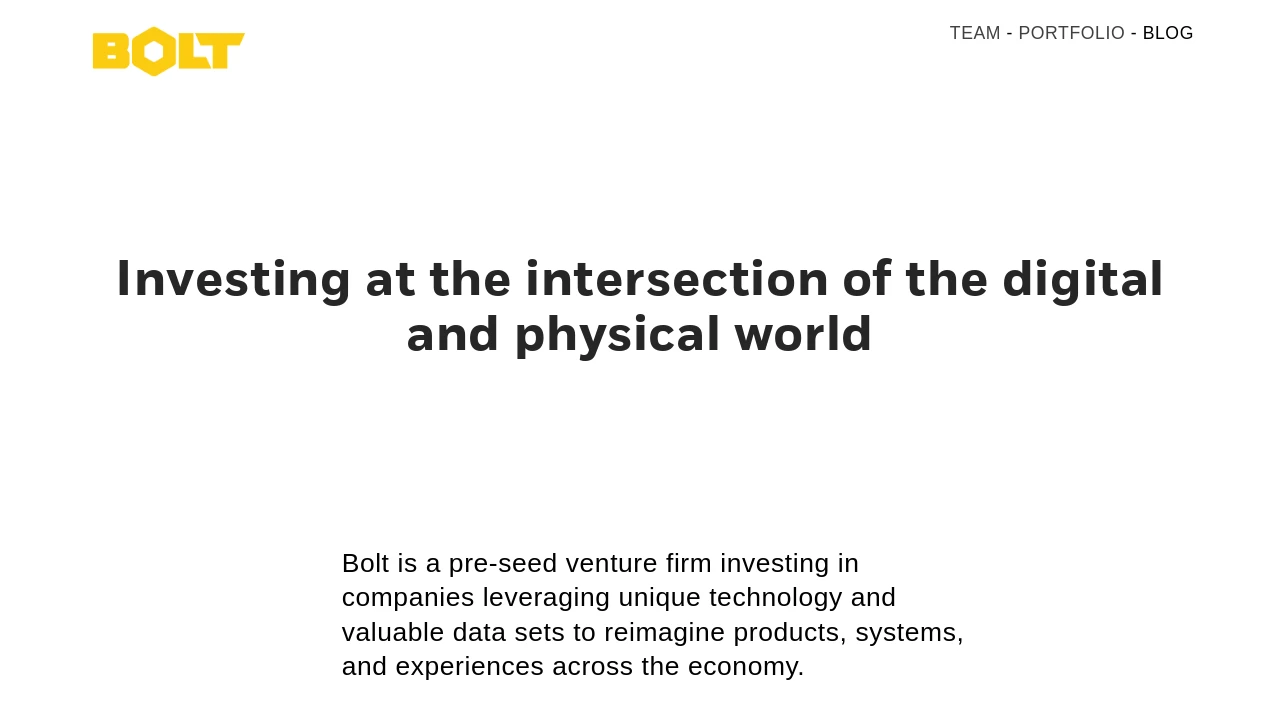 BOLT
TEAM - PORTFOLIO - BLOG
Investing at the intersection of the digital
and physical world
Bolt is a pre-seed venture firm investing in
companies leveraging unique technology and
valuable data sets to reimagine products, systems,
and experiences across the economy.